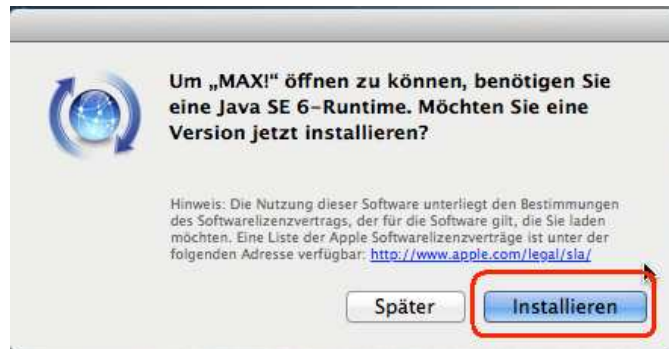 Um „MAX!“ öffnen zu können, benötigen Sie
eine Java SE 6-Runtime. Möchten Sie eine
Version jetzt installieren?
Hinweis: Die Nutzung dieser Software unterliegt den Bestimmungen
des Softwarelizenzvertrags, der für die Software gilt, die Sie laden
möchten. Eine Liste der Apple Softwarelizenzverträge ist unter der
folgenden Adresse verfügbar: http://www.apple.com/legal/sla/
Später
Installieren